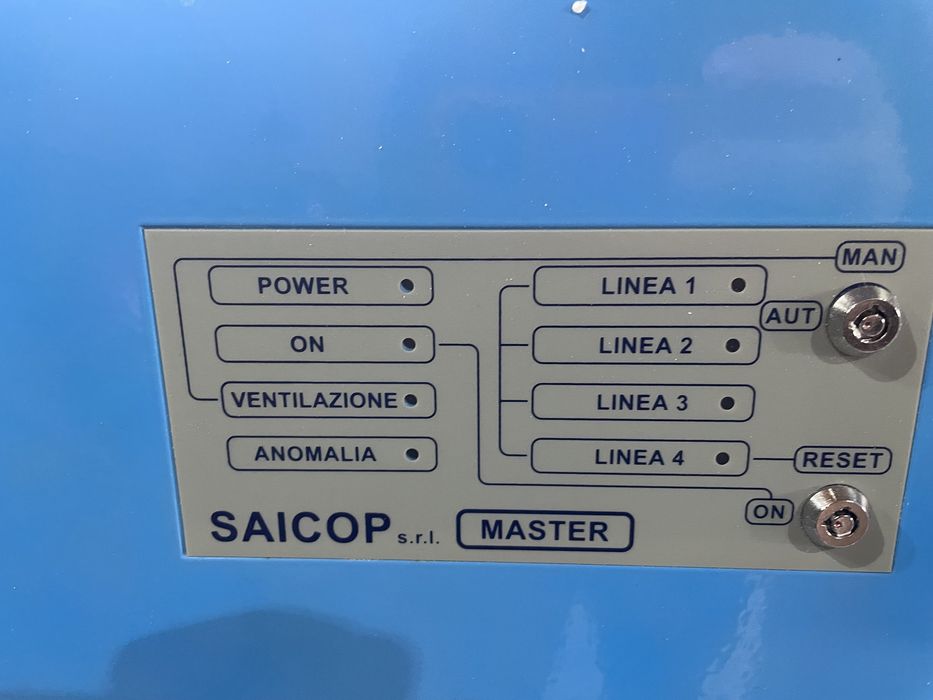 MAN
POWER
LINEA 1
AUT
ON
LINEA 2
VENTILAZIONE
LINEA 3
ANOMALIA
LINEA 4
RESET
ON
SAICOP s.r.l. MASTER